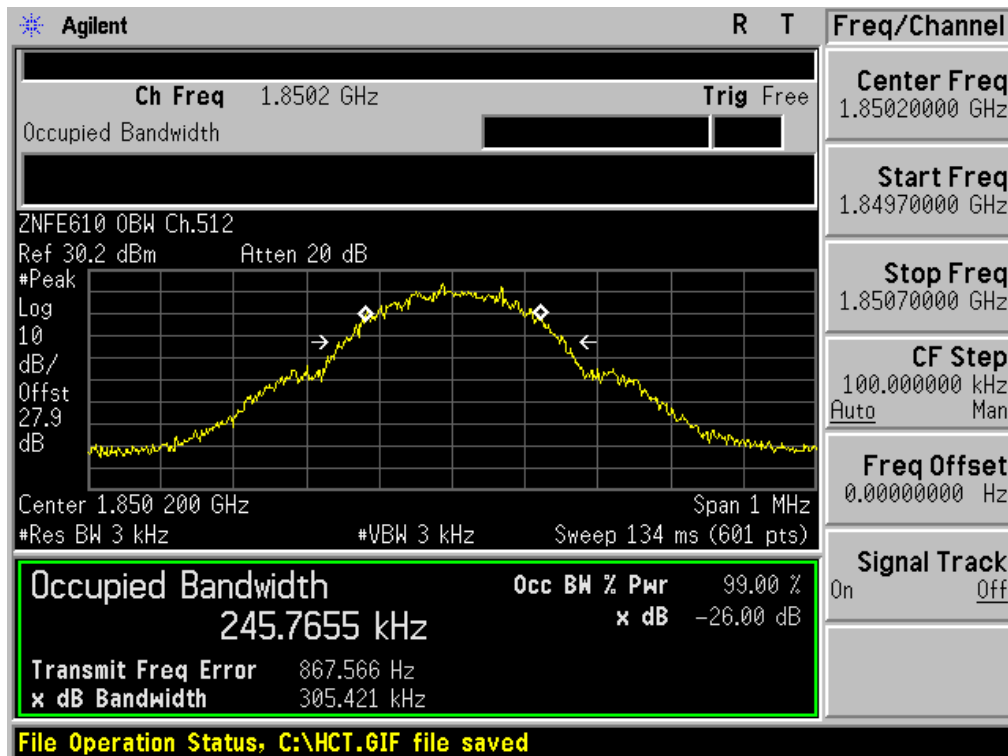 Agilent R T Freq/Channel
Ch Freq 1.8502 GHz Trig Free
Occupied Bandwidth
Center Freq
1.85020000 GHz
Start Freq
1.84970000 GHz
Stop Freq
1.85070000 GHz
CF Step
100.000000 kHz
Auto Man
Freq Offset
0.00000000 Hz
Signal Track
On Off
ZNFE610 OBW Ch.512
Ref 30.2 dBm Atten 20 dB
#Peak
Log
10
dB/
Offst
27.9
dB
Center 1.850 200 GHz Span 1 MHz
#Res BW 3 kHz #VBW 3 kHz Sweep 134 ms (601 pts)
Occupied Bandwidth Occ BW % Pwr 99.00 %
245.7655 kHz x dB -26.00 dB
Transmit Freq Error 867.566 Hz
x dB Bandwidth 305.421 kHz
File Operation Status, C:\HCT.GIF file saved